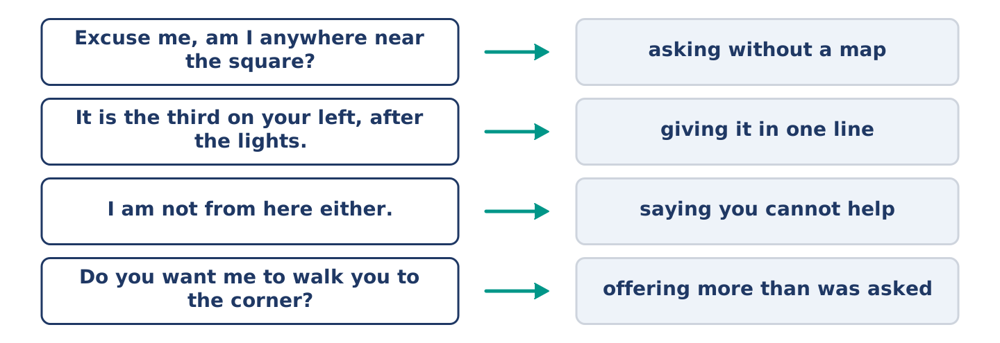 Excuse me, am I anywhere near
the square?
asking without a map
It is the third on your left, after
the lights.
giving it in one line
I am not from here either.
saying you cannot help
Do you want me to walk you to
the corner?
offering more than was asked